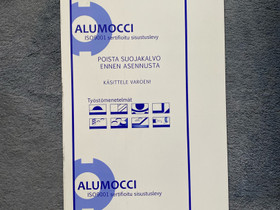 ALUMOCCI
ISO9001 sertifioitu sisustuslevy
POISTA SUOJAKALVO
ENNEN ASENNUSTA
KÄSITTELE VAROEN!
Työstömenetelmät
ALUMOCCI
ISO9001 sertifioitu sisustuslevy